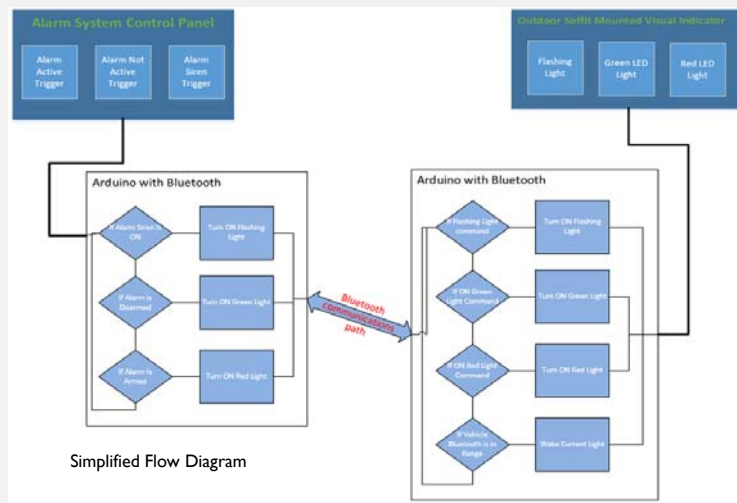 Alarm System Control Panel
Alarm
Active
Trigger
Alarm Not
Active
Trigger
Alarm
Siren
Trigger
Outdoor Soffit Mounted Visual Indicator
Flashing
Light
Green LED
Light
Red LED
Light
Arduino with Bluetooth
If Alarm Siren is
ON
Turn ON Flashing
Light
If Alarm is
Disarmed
Turn ON Green Light
If Alarm is
Armed
Turn ON Red Light
Bluetooth
communications
path
Arduino with Bluetooth
If Flashing Light
command
Turn ON Flashing
Light
If ON Green
Light Command
Turn ON Green Light
If ON Red Light
Command
Turn ON Red Light
If Vehicle
Bluetooth is in
Range
Wake Current Light
Simplified Flow Diagram